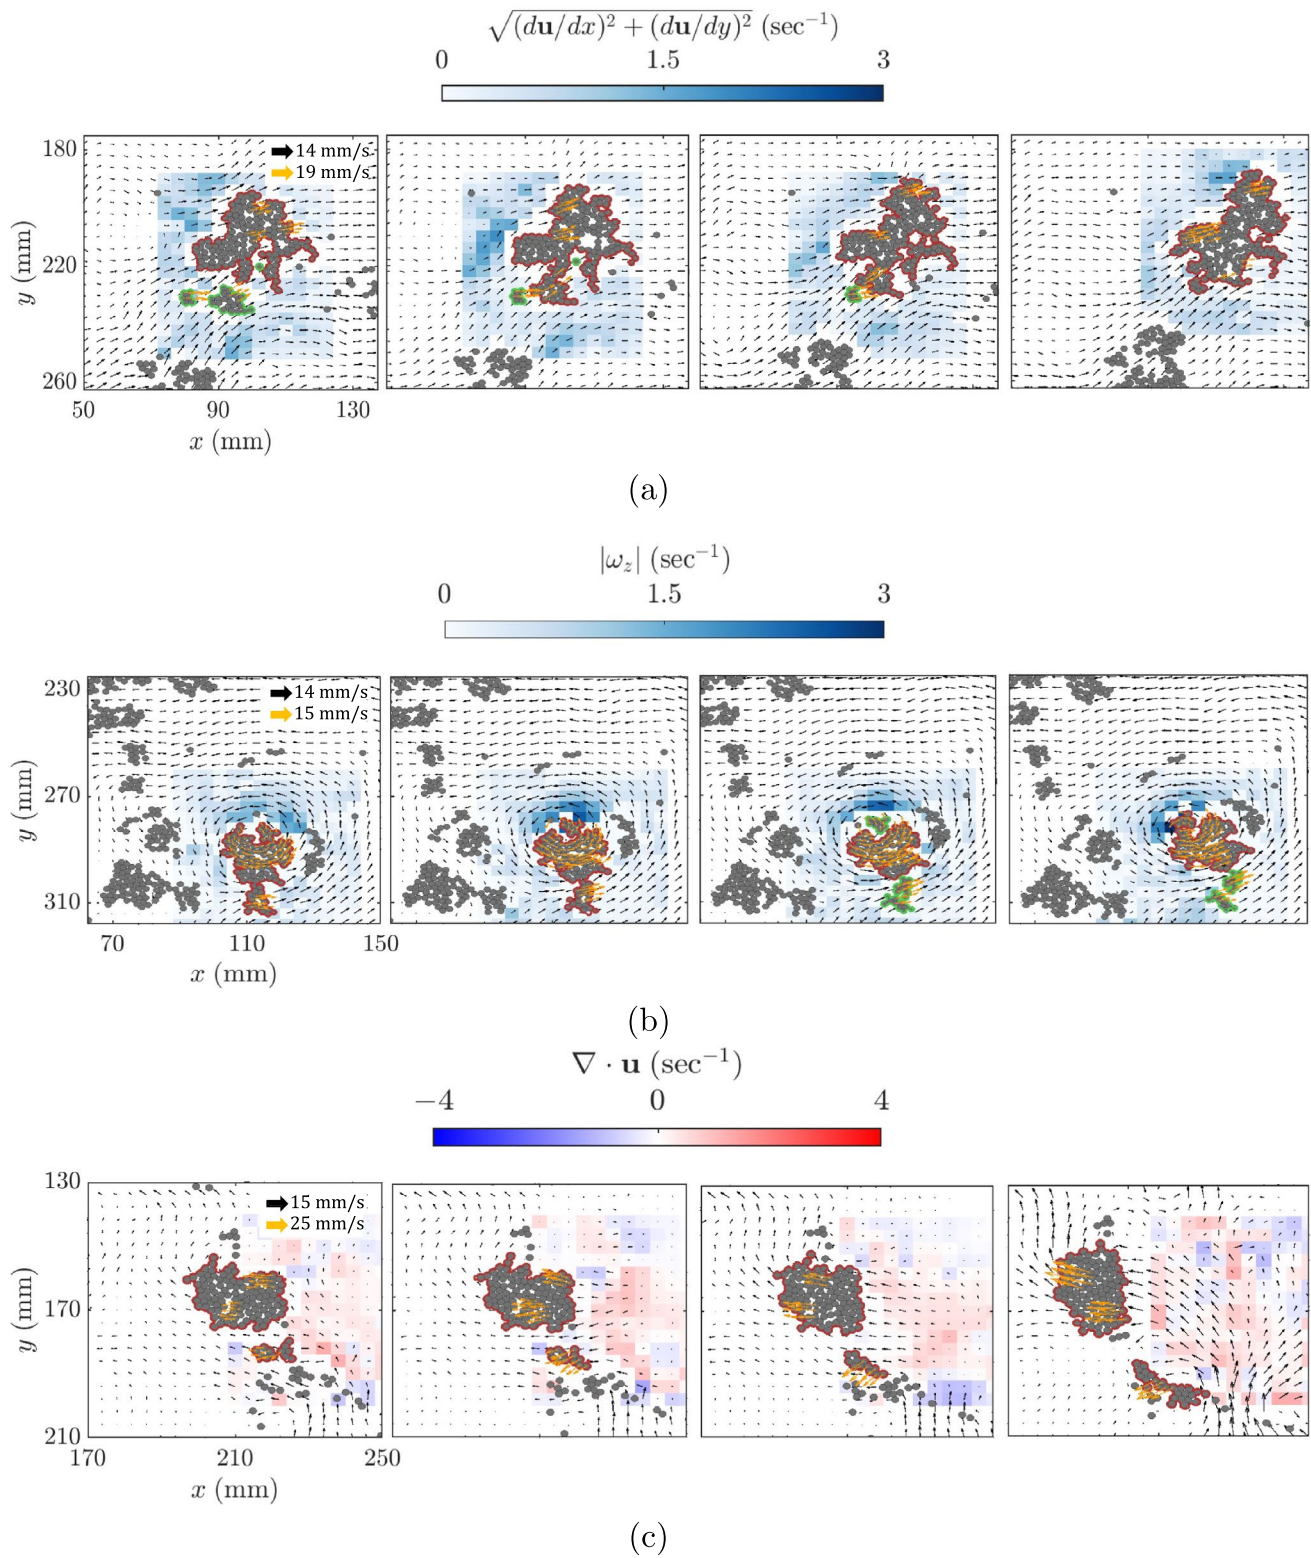 √(du/dx)² + (du/dy)² (sec⁻¹)
0 1.5 3
180
220
260
y (mm)
14 mm/s
19 mm/s
50 90 130
x (mm)
(a)
|ω_z| (sec⁻¹)
0 1.5 3
230
270
310
y (mm)
14 mm/s
15 mm/s
70 110 150
x (mm)
(b)
∇ · u (sec⁻¹)
−4 0 4
130
170
210
y (mm)
15 mm/s
25 mm/s
170 210 250
x (mm)
(c)